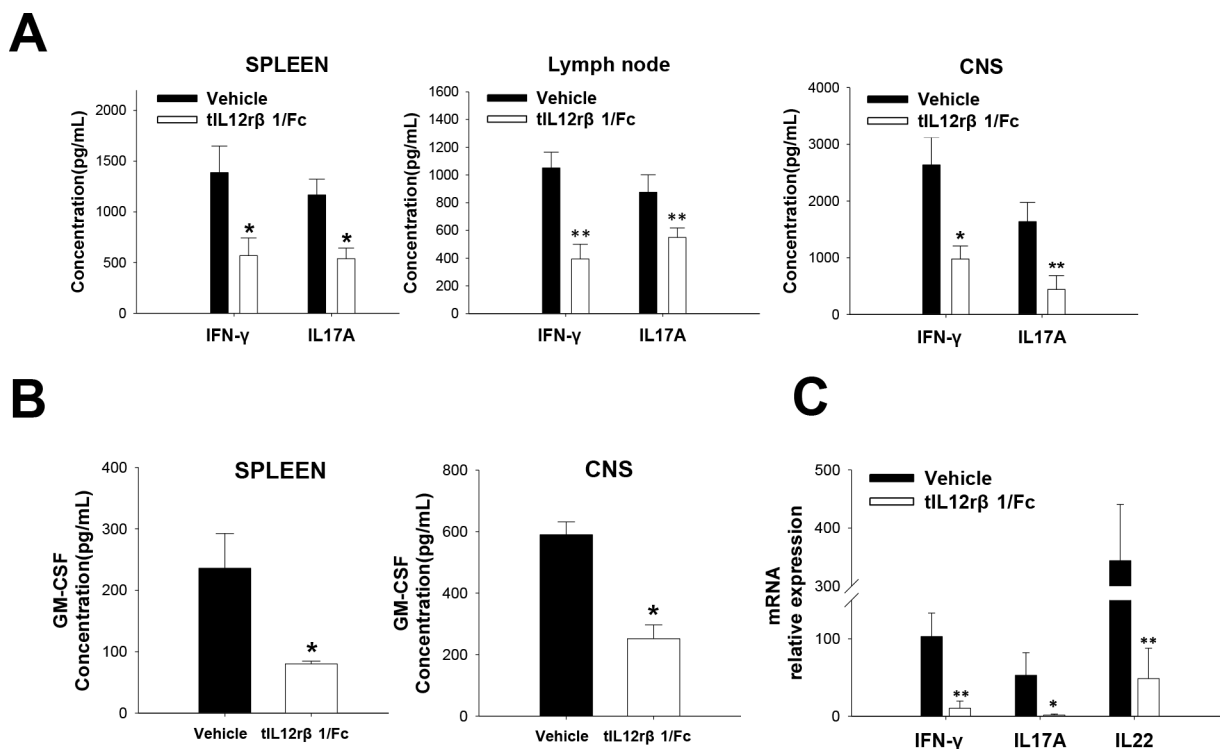 A
SPLEEN
Vehicle
tIL12rβ 1/Fc
Concentration(pg/mL)
2000
1500
1000
500
0
*
*
IFN-γ
IL17A
Lymph node
Vehicle
tIL12rβ 1/Fc
Concentration(pg/mL)
1600
1400
1200
1000
800
600
400
200
0
**
**
IFN-γ
IL17A
CNS
Vehicle
tIL12rβ 1/Fc
Concentration(pg/mL)
4000
3000
2000
1000
0
*
**
IFN-γ
IL17A
B
SPLEEN
GM-CSF
Concentration(pg/mL)
400
300
200
100
0
*
Vehicle
tIL12rβ 1/Fc
CNS
GM-CSF
Concentration(pg/mL)
800
600
400
200
0
*
Vehicle
tIL12rβ 1/Fc
C
Vehicle
tIL12rβ 1/Fc
mRNA
relative expression
500
400
300
100
0
**
*
**
IFN-γ
IL17A
IL22